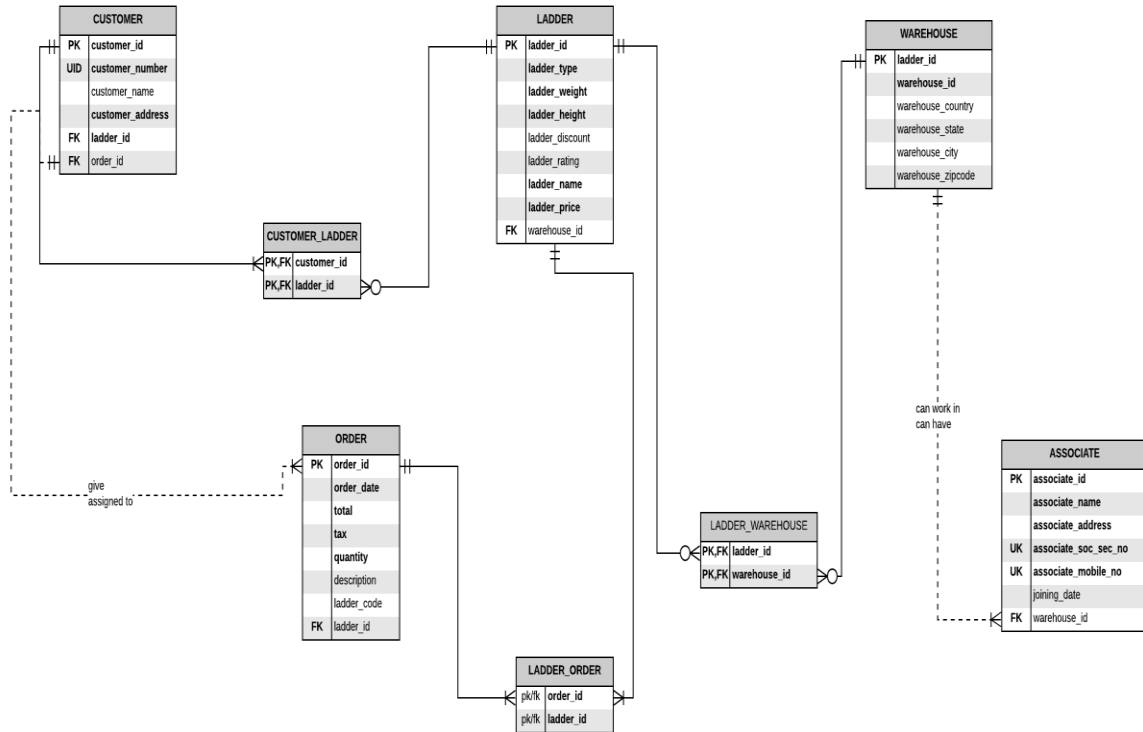 CUSTOMER
PK customer_id
UID customer_number
customer_name
customer_address
FK ladder_id
FK order_id
LADDER
PK ladder_id
ladder_type
ladder_weight
ladder_height
ladder_discount
ladder_rating
ladder_name
ladder_price
FK warehouse_id
WAREHOUSE
PK ladder_id
warehouse_id
warehouse_country
warehouse_state
warehouse_city
warehouse_zipcode
CUSTOMER_LADDER
PK,FK customer_id
PK,FK ladder_id
can work in
can have
ORDER
PK order_id
order_date
total
tax
quantity
description
ladder_code
FK ladder_id
give
assigned to
ASSOCIATE
PK associate_id
associate_name
associate_address
UK associate_soc_sec_no
UK associate_mobile_no
joining_date
FK warehouse_id
LADDER_WAREHOUSE
PK,FK ladder_id
PK,FK warehouse_id
LADDER_ORDER
pk/fk order_id
pk/fk ladder_id